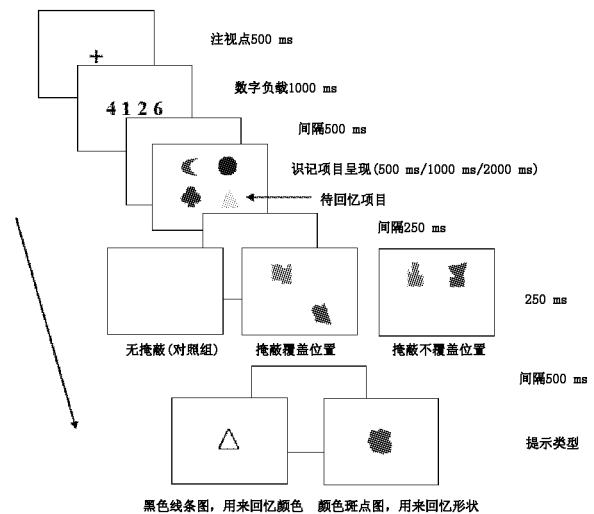 注视点500 ms
+
4 1 2 6
数字负载1000 ms
间隔500 ms
识记项目呈现(500 ms/1000 ms/2000 ms)
待回忆项目
间隔250 ms
250 ms
无掩蔽(对照组)
掩蔽覆盖位置
掩蔽不覆盖位置
间隔500 ms
提示类型
黑色线条图，用来回忆颜色
颜色斑点图，用来回忆形状